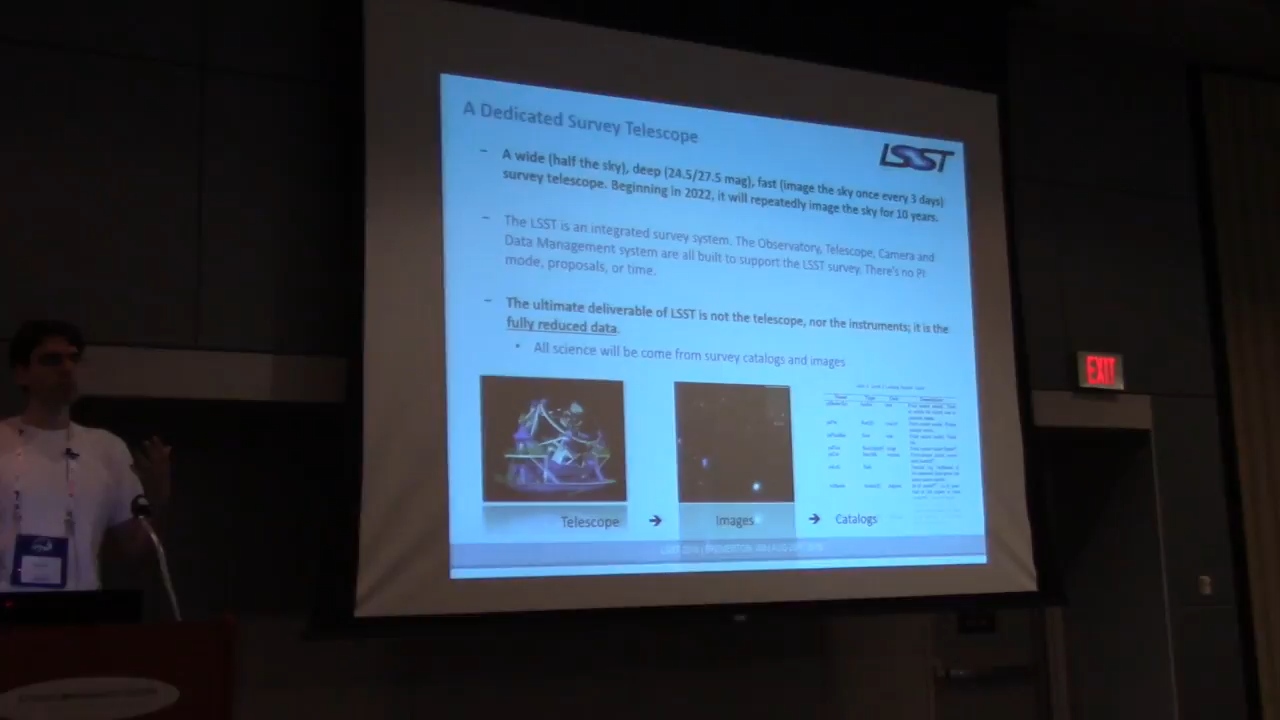 A Dedicated Survey Telescope
LSST
– A wide (half the sky), deep (24.5/27.5 mag), fast (image the sky once every 3 days)
survey telescope. Beginning in 2022, it will repeatedly image the sky for 10 years.
– The LSST is an integrated survey system. The Observatory, Telescope, Camera and
Data Management system are all built to support the LSST survey. There's no PI
mode, proposals, or time.
– The ultimate deliverable of LSST is not the telescope, nor the instruments; it is the
fully reduced data.
• All science will be come from survey catalogs and images
Telescope → Images → Catalogs
EXIT